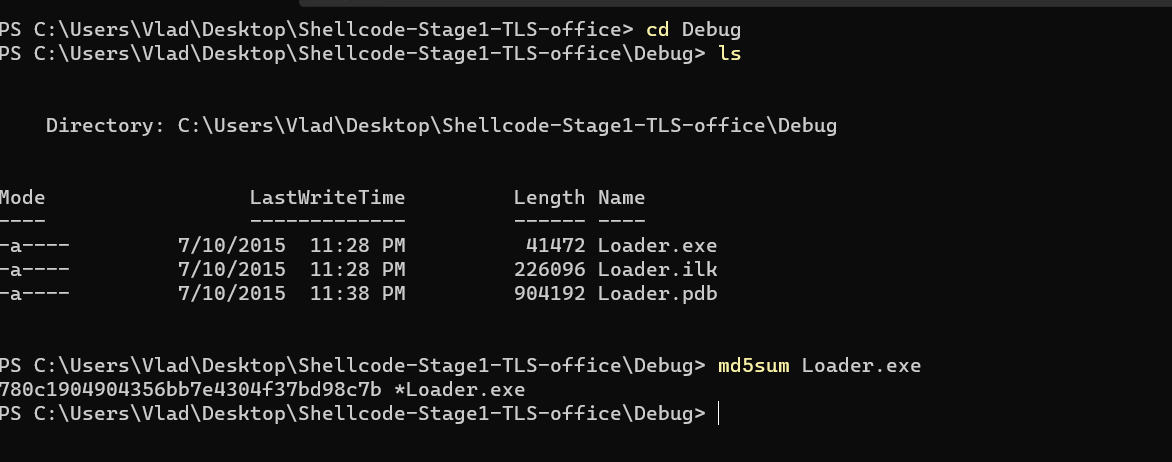 PS C:\Users\Vlad\Desktop\Shellcode-Stage1-TLS-office> cd Debug
PS C:\Users\Vlad\Desktop\Shellcode-Stage1-TLS-office\Debug> ls
Directory: C:\Users\Vlad\Desktop\Shellcode-Stage1-TLS-office\Debug
Mode LastWriteTime Length Name
---- ------------- ------ ----
-a---- 7/10/2015 11:28 PM 41472 Loader.exe
-a---- 7/10/2015 11:28 PM 226096 Loader.ilk
-a---- 7/10/2015 11:38 PM 904192 Loader.pdb
PS C:\Users\Vlad\Desktop\Shellcode-Stage1-TLS-office\Debug> md5sum Loader.exe
780c1904904356bb7e4304f37bd98c7b *Loader.exe
PS C:\Users\Vlad\Desktop\Shellcode-Stage1-TLS-office\Debug>